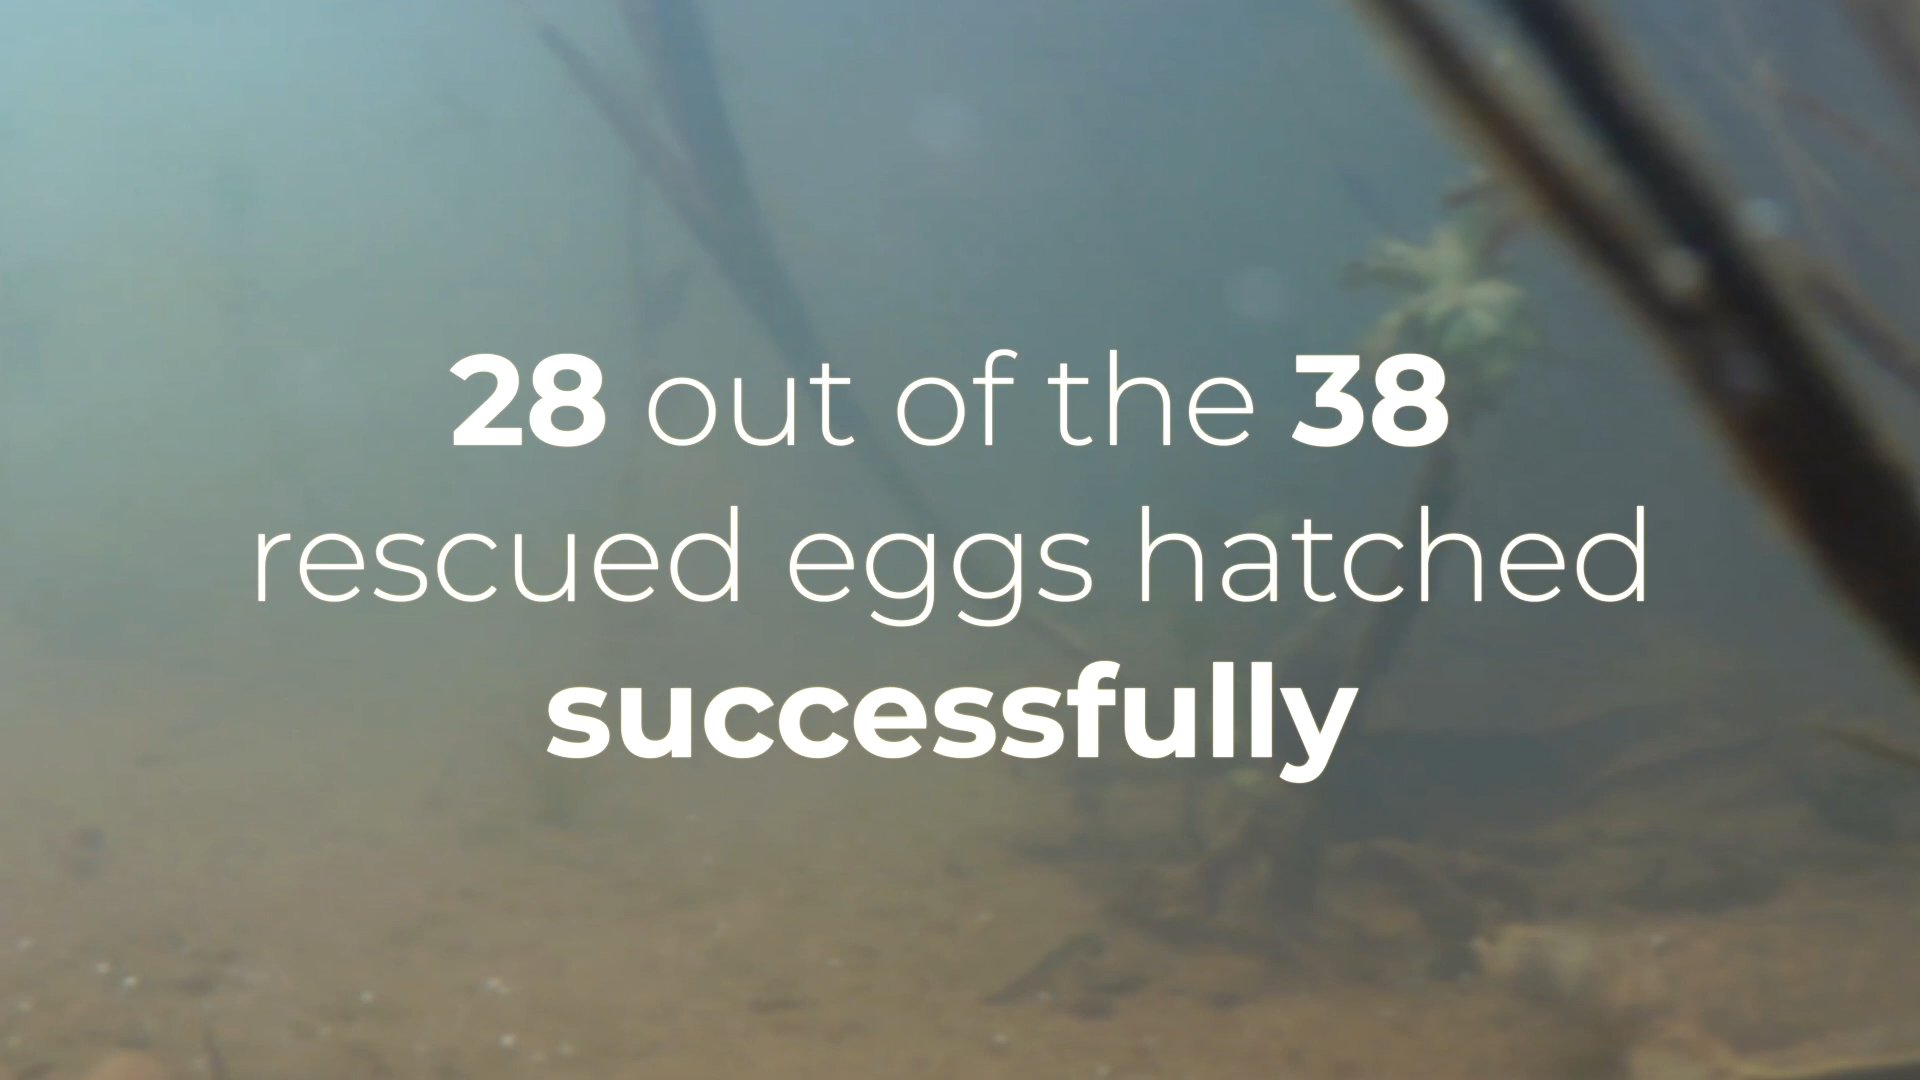 28 out of the 38
rescued eggs hatched
successfully